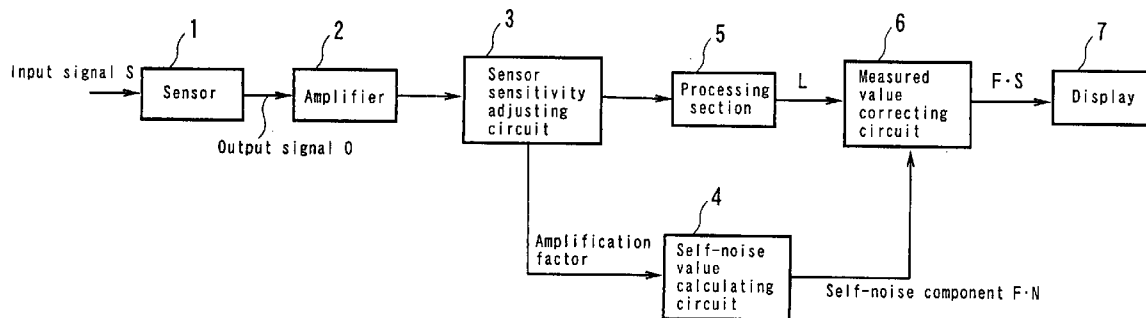 1
2
3
5
6
7
Input signal S
Sensor
Amplifier
Output signal O
Sensor
sensitivity
adjusting
circuit
Processing
section
L
Measured
value
correcting
circuit
F·S
Display
4
Amplification
factor
Self-noise
value
calculating
circuit
Self-noise component F·N